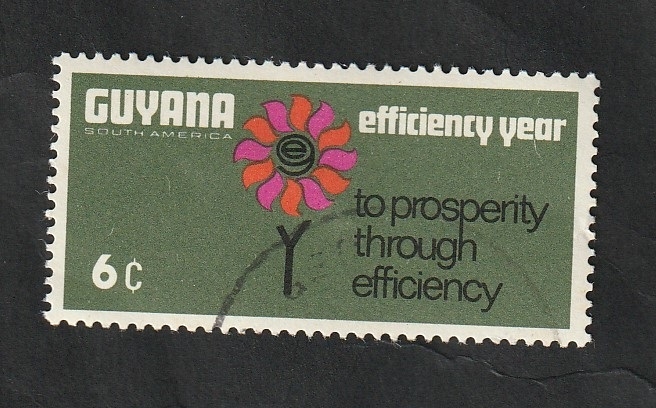 GUYANA
SOUTH AMERICA
efficiency year
e
Y
to prosperity
through
efficiency
6¢